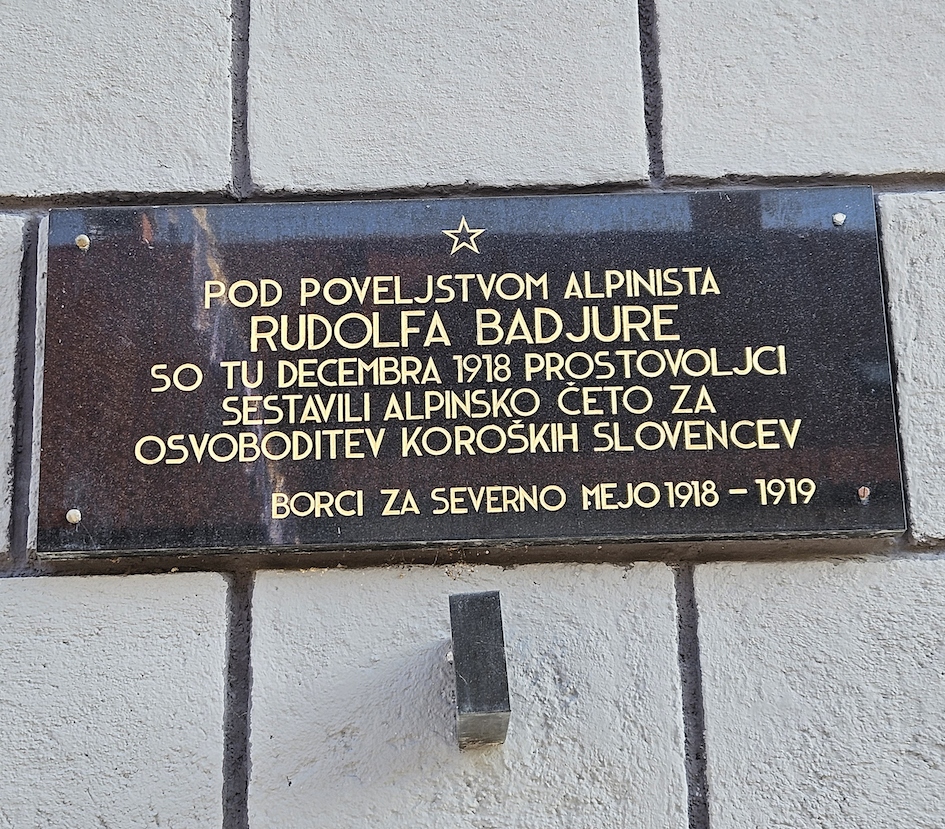 POD POVELJSTVOM ALPINISTA
RUDOLFA BADJURE
SO TU DECEMBRA 1918 PROSTOVOLJCI
SESTAVILI ALPINSKO ČETO ZA
OSVOBODITEV KOROŠKIH SLOVENCEV
BORCI ZA SEVERNO MEJO 1918 – 1919